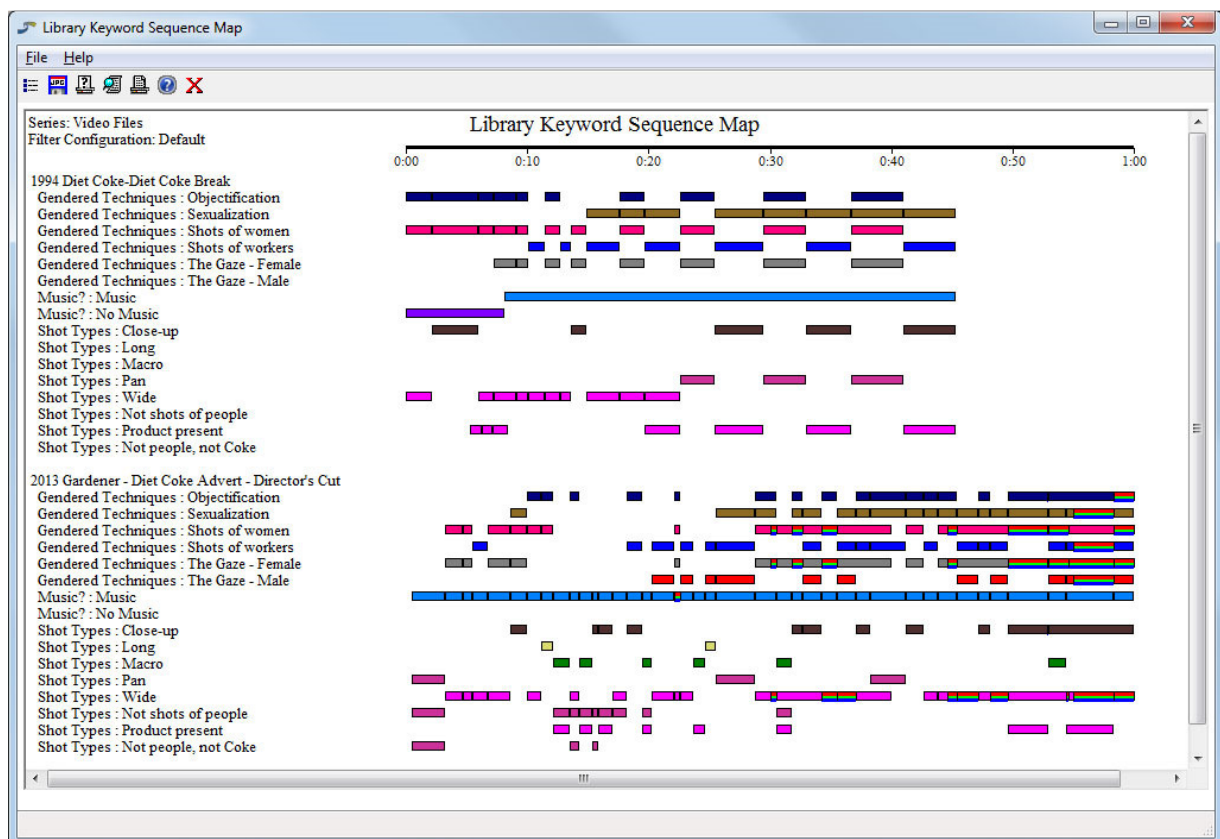 Library Keyword Sequence Map
File Help
JPG ? ?
Series: Video Files
Filter Configuration: Default
Library Keyword Sequence Map
0:00 0:10 0:20 0:30 0:40 0:50 1:00
1994 Diet Coke-Diet Coke Break
Gendered Techniques : Objectification
Gendered Techniques : Sexualization
Gendered Techniques : Shots of women
Gendered Techniques : Shots of workers
Gendered Techniques : The Gaze - Female
Gendered Techniques : The Gaze - Male
Music? : Music
Music? : No Music
Shot Types : Close-up
Shot Types : Long
Shot Types : Macro
Shot Types : Pan
Shot Types : Wide
Shot Types : Not shots of people
Shot Types : Product present
Shot Types : Not people, not Coke
2013 Gardener - Diet Coke Advert - Director's Cut
Gendered Techniques : Objectification
Gendered Techniques : Sexualization
Gendered Techniques : Shots of women
Gendered Techniques : Shots of workers
Gendered Techniques : The Gaze - Female
Gendered Techniques : The Gaze - Male
Music? : Music
Music? : No Music
Shot Types : Close-up
Shot Types : Long
Shot Types : Macro
Shot Types : Pan
Shot Types : Wide
Shot Types : Not shots of people
Shot Types : Product present
Shot Types : Not people, not Coke